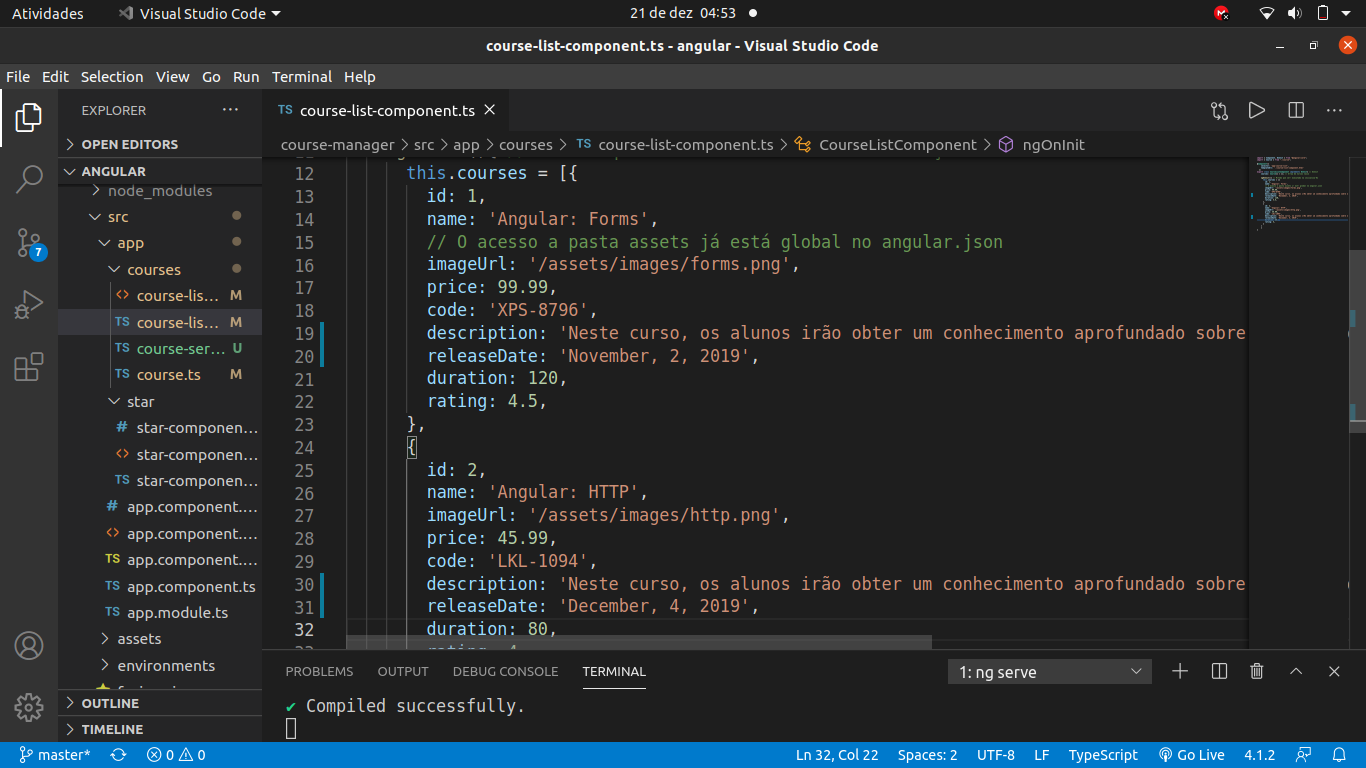 Atividades
Visual Studio Code
21 de dez 04:53
course-list-component.ts - angular - Visual Studio Code
File Edit Selection View Go Run Terminal Help
EXPLORER
OPEN EDITORS
ANGULAR
node_modules
src
app
courses
course-lis... M
TS course-lis... M
TS course-ser... U
TS course.ts M
star
# star-componen...
star-componen...
TS star-componen...
# app.component....
app.component....
TS app.component....
TS app.component.ts
TS app.module.ts
assets
environments
OUTLINE
TIMELINE
7
TS course-list-component.ts
course-manager > src > app > courses > TS course-list-component.ts > CourseListComponent > ngOnInit
12 this.courses = [{
13 id: 1,
14 name: 'Angular: Forms',
15 // O acesso a pasta assets já está global no angular.json
16 imageUrl: '/assets/images/forms.png',
17 price: 99.99,
18 code: 'XPS-8796',
19 description: 'Neste curso, os alunos irão obter um conhecimento aprofundado sobre
20 releaseDate: 'November, 2, 2019',
21 duration: 120,
22 rating: 4.5,
23 },
24 {
25 id: 2,
26 name: 'Angular: HTTP',
27 imageUrl: '/assets/images/http.png',
28 price: 45.99,
29 code: 'LKL-1094',
30 description: 'Neste curso, os alunos irão obter um conhecimento aprofundado sobre
31 releaseDate: 'December, 4, 2019',
32 duration: 80,
PROBLEMS OUTPUT DEBUG CONSOLE TERMINAL
1: ng serve
✔ Compiled successfully.
master* 0 0
Ln 32, Col 22 Spaces: 2 UTF-8 LF TypeScript Go Live 4.1.2